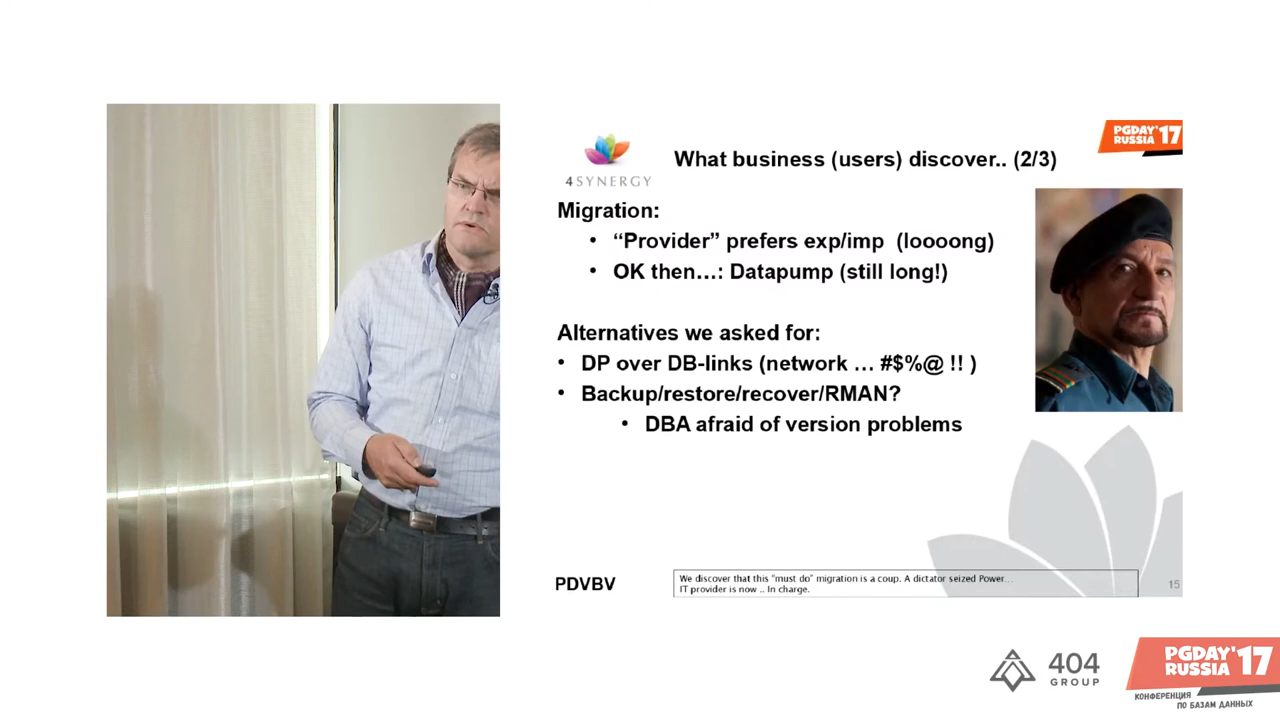 PGDAY'17
RUSSIA
4SYNERGY
What business (users) discover.. (2/3)
Migration:
• “Provider” prefers exp/imp (loooong)
• OK then…: Datapump (still long!)
Alternatives we asked for:
• DP over DB-links (network … #$%@ !! )
• Backup/restore/recover/RMAN?
• DBA afraid of version problems
PDVBV
We discover that this “must do” migration is a coup. A dictator seized Power…
IT provider is now .. In charge.
15
404
GROUP
PGDAY'17
RUSSIA
КОНФЕРЕНЦИЯ
ПО БАЗАМ ДАННЫХ